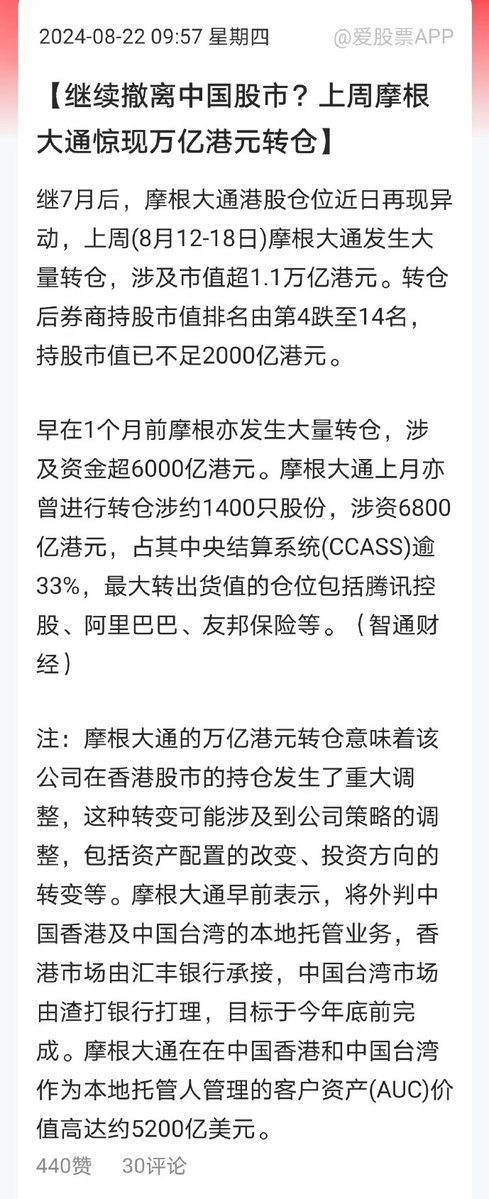 2024-08-22 09:57 星期四 @爱股票APP
【继续撤离中国股市？上周摩根
大通惊现万亿港元转仓】
继7月后，摩根大通港股仓位近日再现异
动，上周(8月12-18日)摩根大通发生大
量转仓，涉及市值超1.1万亿港元。转仓
后券商持股市值排名由第4跌至14名，
持股市值已不足2000亿港元。
早在1个月前摩根亦发生大量转仓，涉
及资金超6000亿港元。摩根大通上月亦
曾进行转仓涉约1400只股份，涉资6800
亿港元，占其中央结算系统(CCASS)逾
33%，最大转出货值的仓位包括腾讯控
股、阿里巴巴、友邦保险等。（智通财
经）
注：摩根大通的万亿港元转仓意味着该
公司在香港股市的持仓发生了重大调
整，这种转变可能涉及到公司策略的调
整，包括资产配置的改变、投资方向的
转变等。摩根大通早前表示，将外判中
国香港及中国台湾的本地托管业务，香
港市场由汇丰银行承接，中国台湾市场
由渣打银行打理，目标于今年底前完
成。摩根大通在在中国香港和中国台湾
作为本地托管人管理的客户资产(AUC)价
值高达约5200亿美元。
440赞 30评论